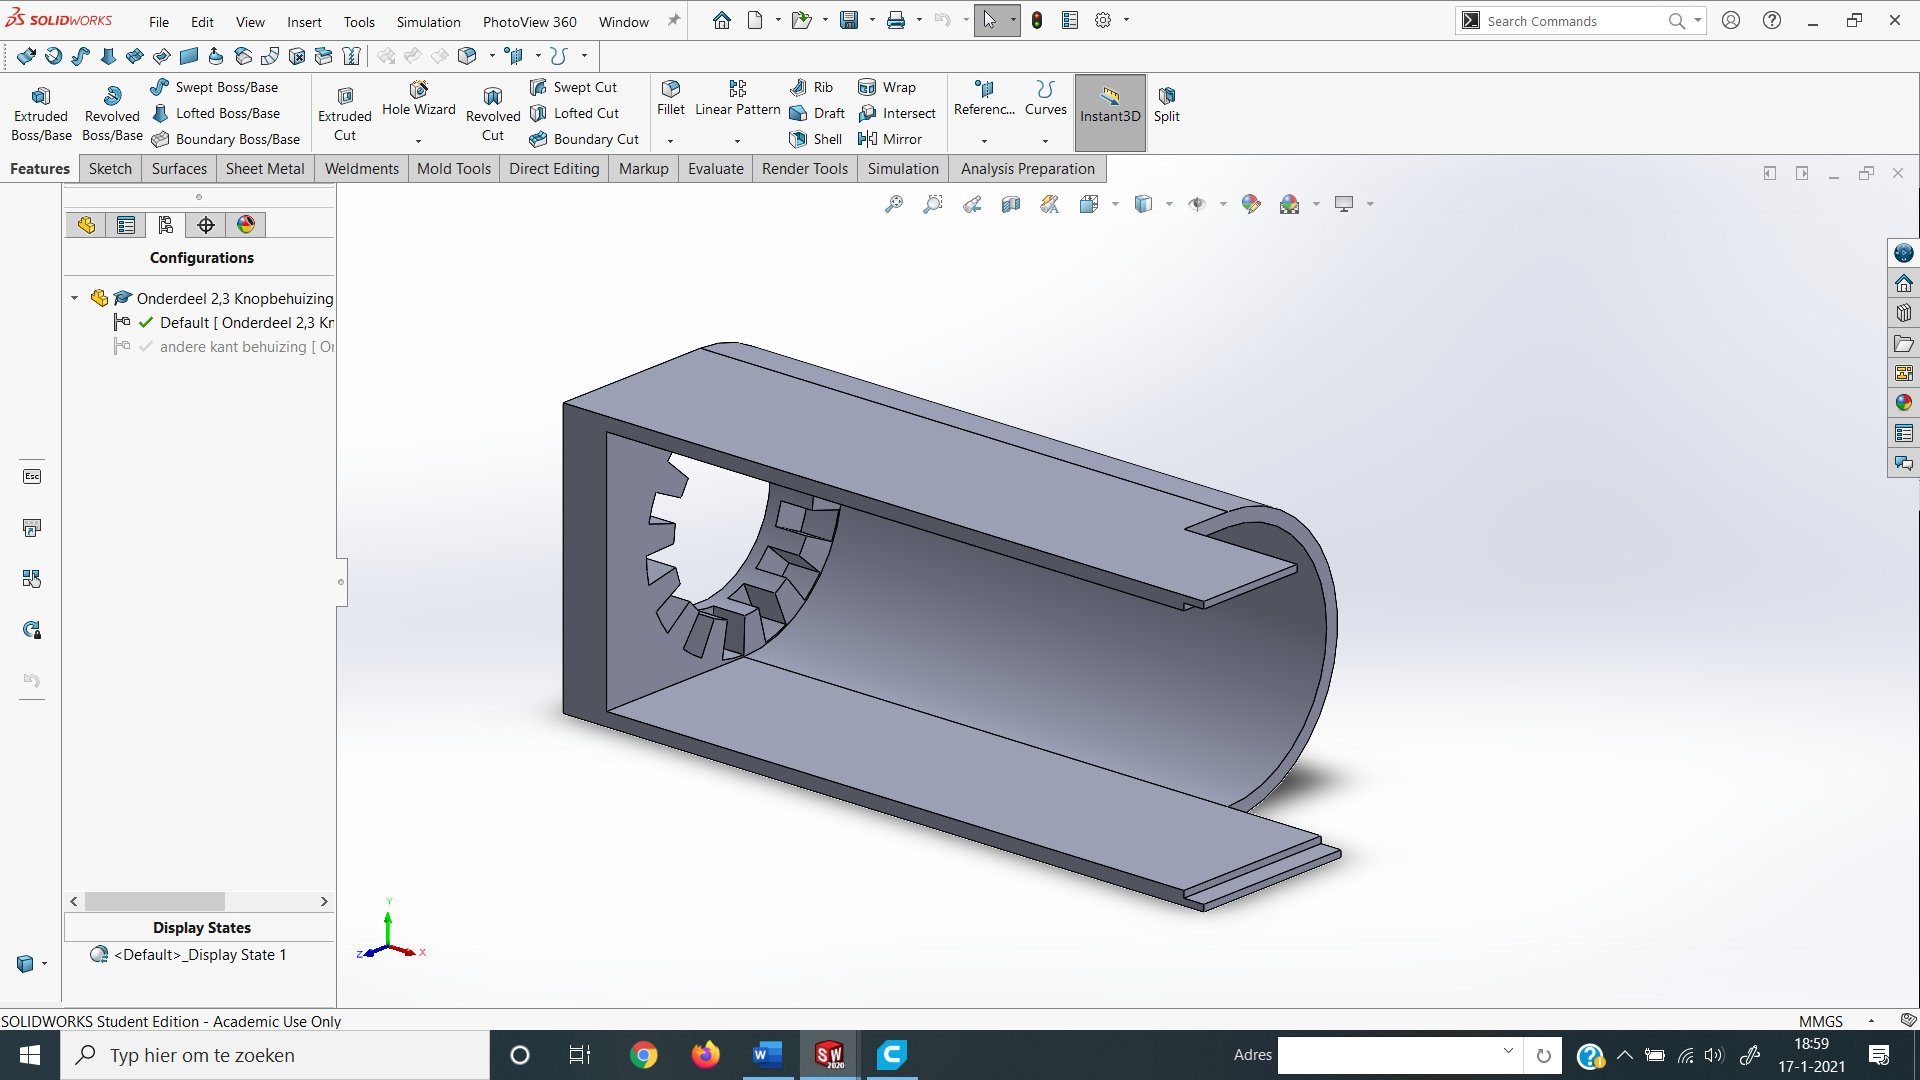 SOLIDWORKS File Edit View Insert Tools Simulation PhotoView 360 Window Search Commands
Extruded Boss/Base
Revolved Boss/Base
Swept Boss/Base
Lofted Boss/Base
Boundary Boss/Base
Extruded Cut
Hole Wizard
Revolved Cut
Swept Cut
Lofted Cut
Boundary Cut
Fillet
Linear Pattern
Rib
Draft
Shell
Wrap
Intersect
Mirror
Referenc...
Curves
Instant3D
Split
Features Sketch Surfaces Sheet Metal Weldments Mold Tools Direct Editing Markup Evaluate Render Tools Simulation Analysis Preparation
Configurations
Onderdeel 2,3 Knopbehuizing
Default [ Onderdeel 2,3 Kr
andere kant behuizing [ Or
Esc
Display States
<Default>_Display State 1
Y
Z
X
SOLIDWORKS Student Edition - Academic Use Only
MMGS
Typ hier om te zoeken
W
SW
2020
Adres
18:59
17-1-2021